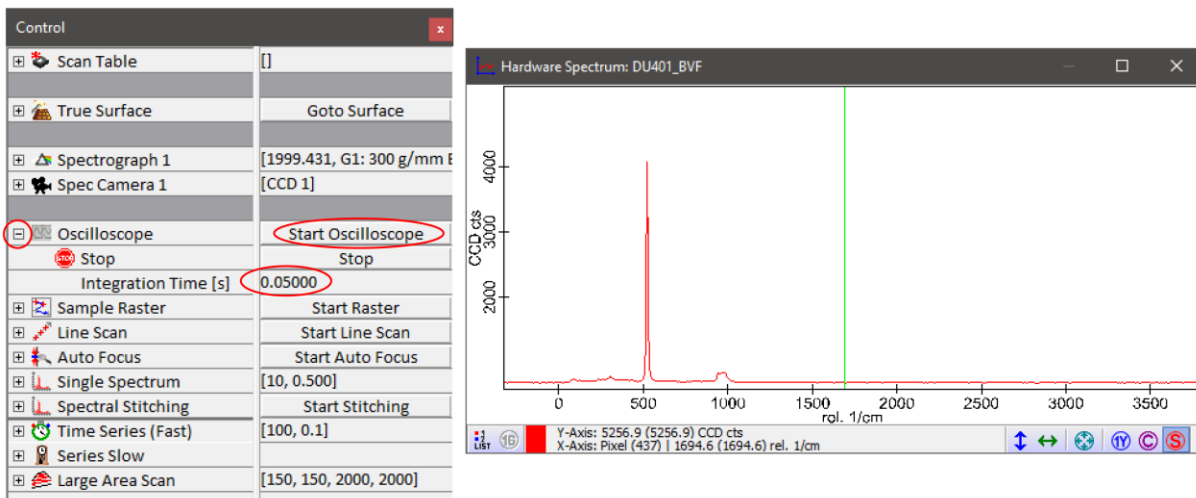 Control
x
Scan Table []
True Surface Goto Surface
Spectrograph 1 [1999.431, G1: 300 g/mm
Spec Camera 1 [CCD 1]
Oscilloscope Start Oscilloscope
Stop Stop
Integration Time [s] 0.05000
Sample Raster Start Raster
Line Scan Start Line Scan
Auto Focus Start Auto Focus
Single Spectrum [10, 0.500]
Spectral Stitching Start Stitching
Time Series (Fast) [100, 0.1]
Series Slow
Large Area Scan [150, 150, 2000, 2000]
Hardware Spectrum: DU401_BVF
CCD cts
4000
3000
2000
0 500 1000 1500 2000 2500 3000 3500
rel. 1/cm
LIST 1G Y-Axis: 5256.9 (5256.9) CCD cts
X-Axis: Pixel (437) | 1694.6 (1694.6) rel. 1/cm
1Y C S